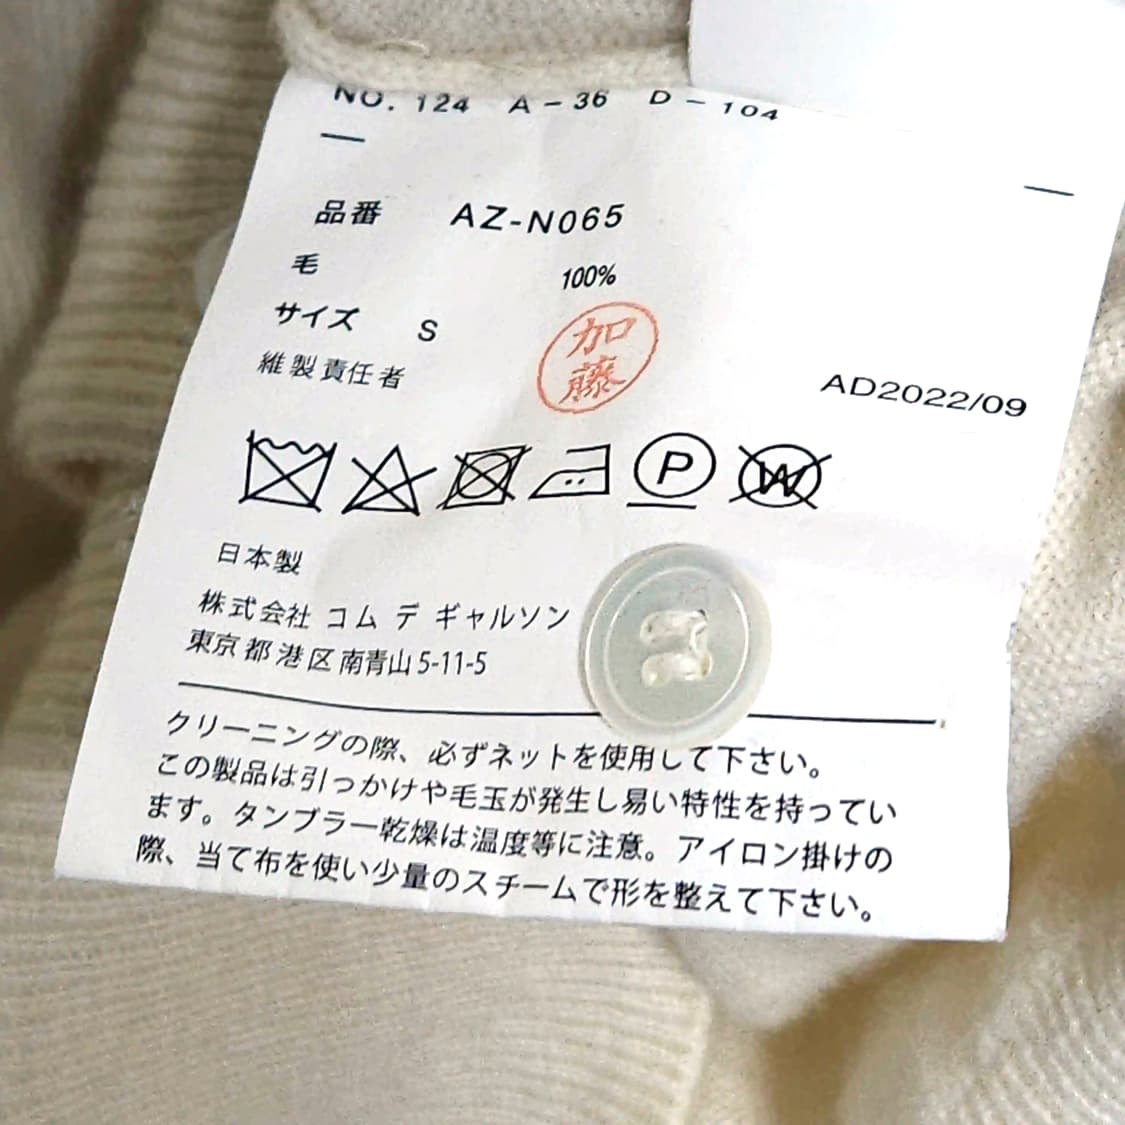 NO. 124 A-36 D-104
品番 AZ-N065
毛 100%
サイズ S
維製責任者
加藤
AD2022/09
P
W
日本製
株式会社 コム デ ギャルソン
東京都港区南青山5-11-5
クリーニングの際、必ずネットを使用して下さい。
この製品は引っかけや毛玉が発生し易い特性を持ってい
ます。タンブラー乾燥は温度等に注意。アイロン掛けの
際、当て布を使い少量のスチームで形を整えて下さい。